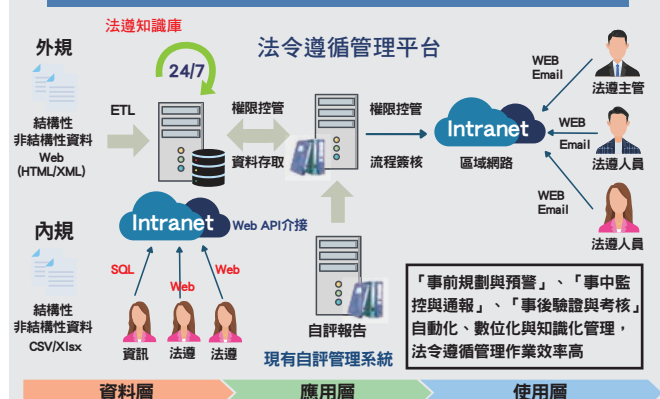 法遵知識庫
法令遵循管理平台
外規
結構性
非結構性資料
Web
(HTML/XML)
ETL
24/7
權限控管
資料存取
權限控管
流程簽核
Intranet
區域網路
WEB
Email
法遵主管
WEB
Email
法遵人員
WEB
Email
法遵人員
內規
結構性
非結構性資料
CSV/Xlsx
Intranet
Web API介接
SQL
Web
Web
資訊
法遵
法遵
自評報告
現有自評管理系統
「事前規劃與預警」、「事中監
控與通報」、「事後驗證與考核」
自動化、數位化與知識化管理，
法令遵循管理作業效率高
資料層
應用層
使用層